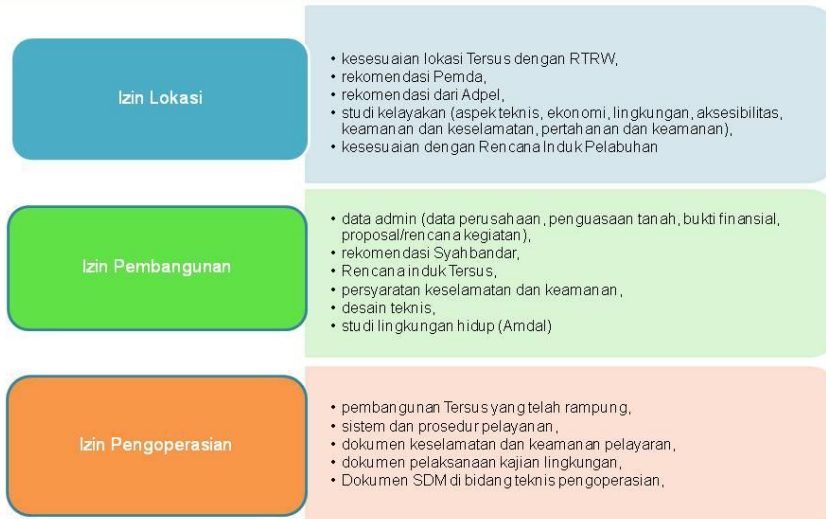 Izin Lokasi
• kesesuaian lokasi Tersus dengan RTRW,
• rekomendasi Pemda,
• rekomendasi dari Adpel,
• studi kelayakan (aspek teknis, ekonomi, lingkungan, aksesibilitas,
keamanan dan keselamatan, pertahanan dan keamanan),
• kesesuaian dengan Rencana Induk Pelabuhan
Izin Pembangunan
• data admin (data perusahaan, penguasaan tanah, bukti finansial,
proposal/rencana kegiatan),
• rekomendasi Syahbandar,
• Rencana induk Tersus,
• persyaratan keselamatan dan keamanan,
• desain teknis,
• studi lingkungan hidup (Amdal)
Izin Pengoperasian
• pembangunan Tersus yang telah rampung,
• sistem dan prosedur pelayanan,
• dokumen keselamatan dan keamanan pelayaran,
• dokumen pelaksanaan kajian lingkungan,
• Dokumen SDM di bidang teknis pengoperasian,